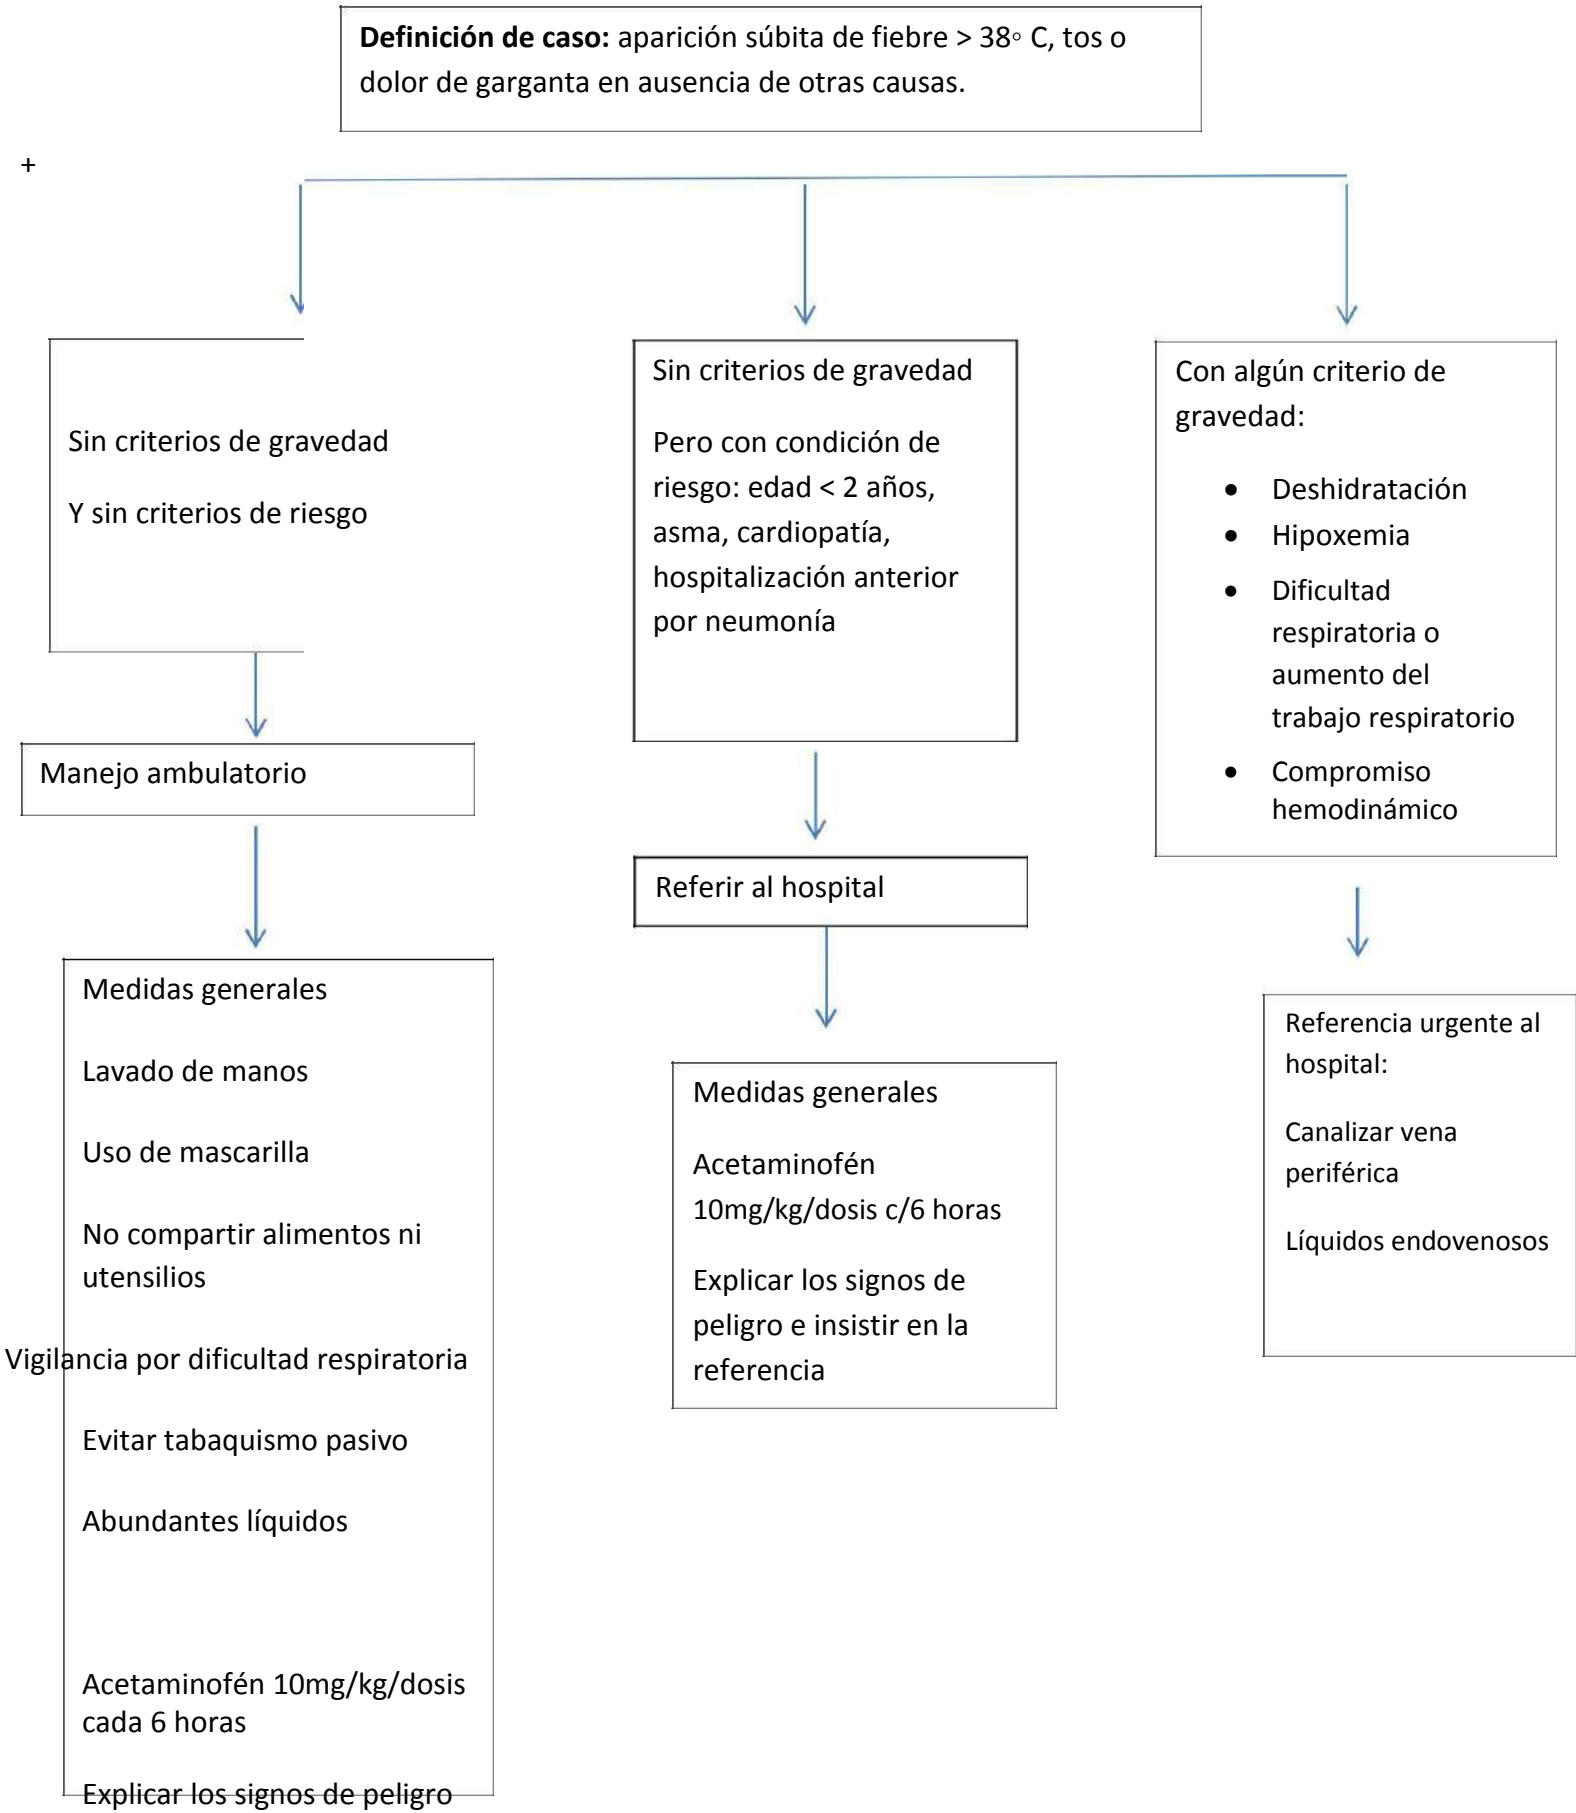 Definición de caso: aparición súbita de fiebre > 38◦ C, tos o
dolor de garganta en ausencia de otras causas.
+
Sin criterios de gravedad
Y sin criterios de riesgo
Manejo ambulatorio
Medidas generales
Lavado de manos
Uso de mascarilla
No compartir alimentos ni
utensilios
Vigilancia por dificultad respiratoria
Evitar tabaquismo pasivo
Abundantes líquidos
Acetaminofén 10mg/kg/dosis
cada 6 horas
Explicar los signos de peligro
Sin criterios de gravedad
Pero con condición de
riesgo: edad < 2 años,
asma, cardiopatía,
hospitalización anterior
por neumonía
Referir al hospital
Medidas generales
Acetaminofén
10mg/kg/dosis c/6 horas
Explicar los signos de
peligro e insistir en la
referencia
Con algún criterio de
gravedad:
• Deshidratación
• Hipoxemia
• Dificultad
respiratoria o
aumento del
trabajo respiratorio
• Compromiso
hemodinámico
Referencia urgente al
hospital:
Canalizar vena
periférica
Líquidos endovenosos